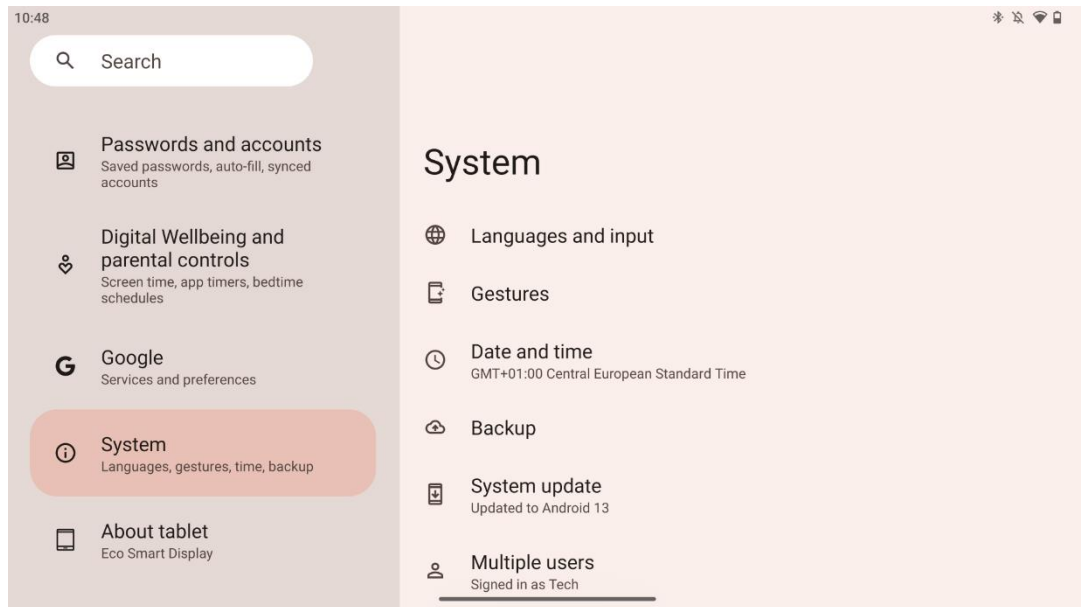 10:48
Search
Passwords and accounts
Saved passwords, auto-fill, synced
accounts
Digital Wellbeing and
parental controls
Screen time, app timers, bedtime
schedules
Google
Services and preferences
System
Languages, gestures, time, backup
About tablet
Eco Smart Display
System
Languages and input
Gestures
Date and time
GMT+01:00 Central European Standard Time
Backup
System update
Updated to Android 13
Multiple users
Signed in as Tech